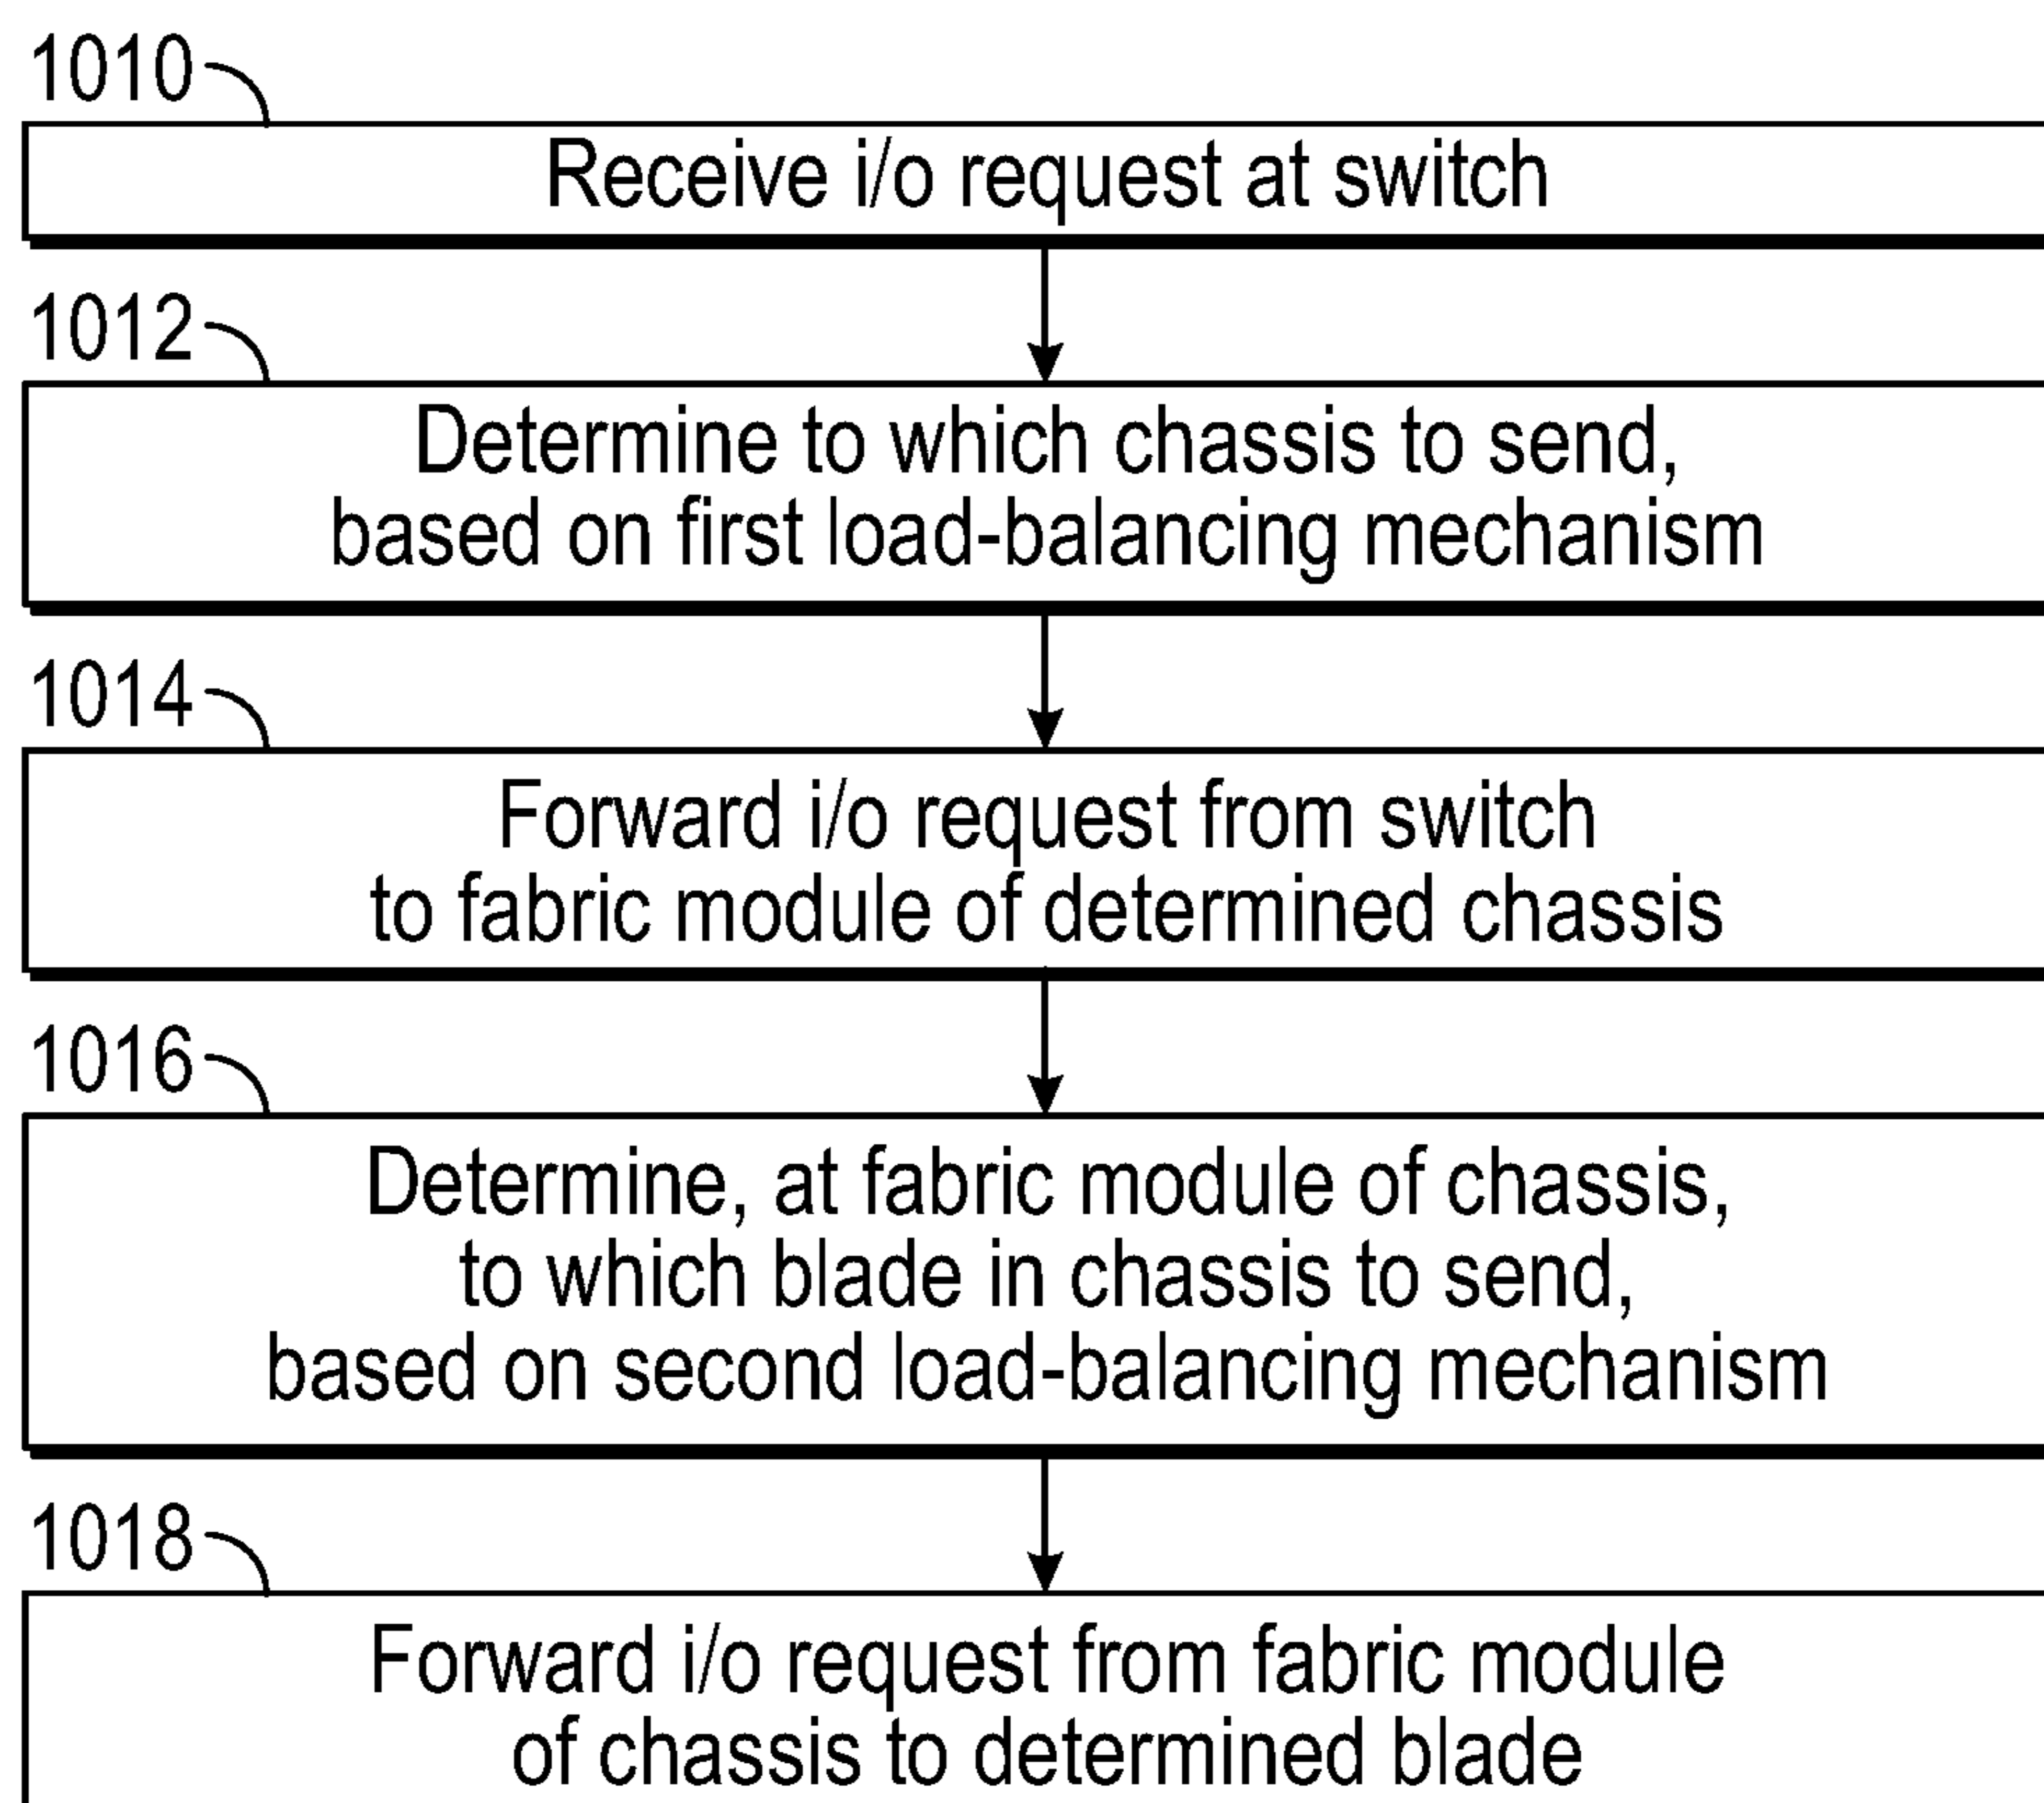 1010
Receive i/o request at switch
1012
Determine to which chassis to send,
based on first load-balancing mechanism
1014
Forward i/o request from switch
to fabric module of determined chassis
1016
Determine, at fabric module of chassis,
to which blade in chassis to send,
based on second load-balancing mechanism
1018
Forward i/o request from fabric module
of chassis to determined blade